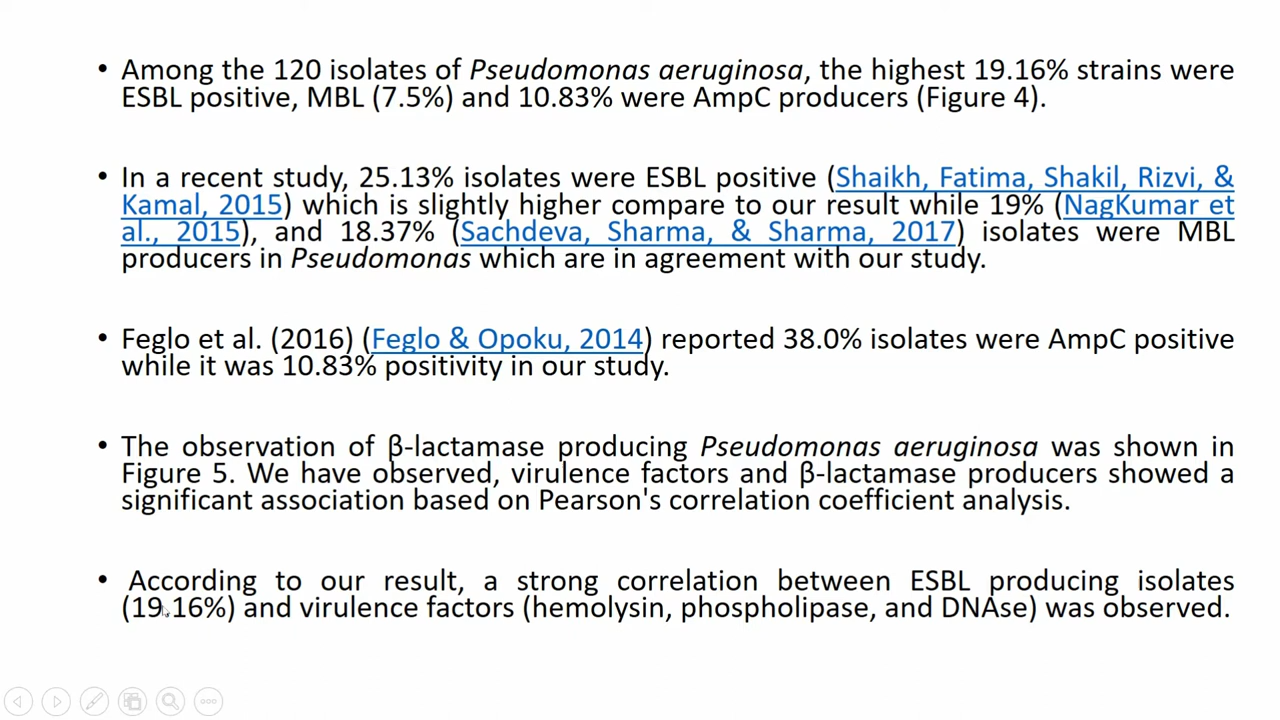 • Among the 120 isolates of Pseudomonas aeruginosa, the highest 19.16% strains were
ESBL positive, MBL (7.5%) and 10.83% were AmpC producers (Figure 4).
• In a recent study, 25.13% isolates were ESBL positive (Shaikh, Fatima, Shakil, Rizvi, &
Kamal, 2015) which is slightly higher compare to our result while 19% (NagKumar et
al., 2015), and 18.37% (Sachdeva, Sharma, & Sharma, 2017) isolates were MBL
producers in Pseudomonas which are in agreement with our study.
• Feglo et al. (2016) (Feglo & Opoku, 2014) reported 38.0% isolates were AmpC positive
while it was 10.83% positivity in our study.
• The observation of β-lactamase producing Pseudomonas aeruginosa was shown in
Figure 5. We have observed, virulence factors and β-lactamase producers showed a
significant association based on Pearson's correlation coefficient analysis.
• According to our result, a strong correlation between ESBL producing isolates
(19.16%) and virulence factors (hemolysin, phospholipase, and DNAse) was observed.